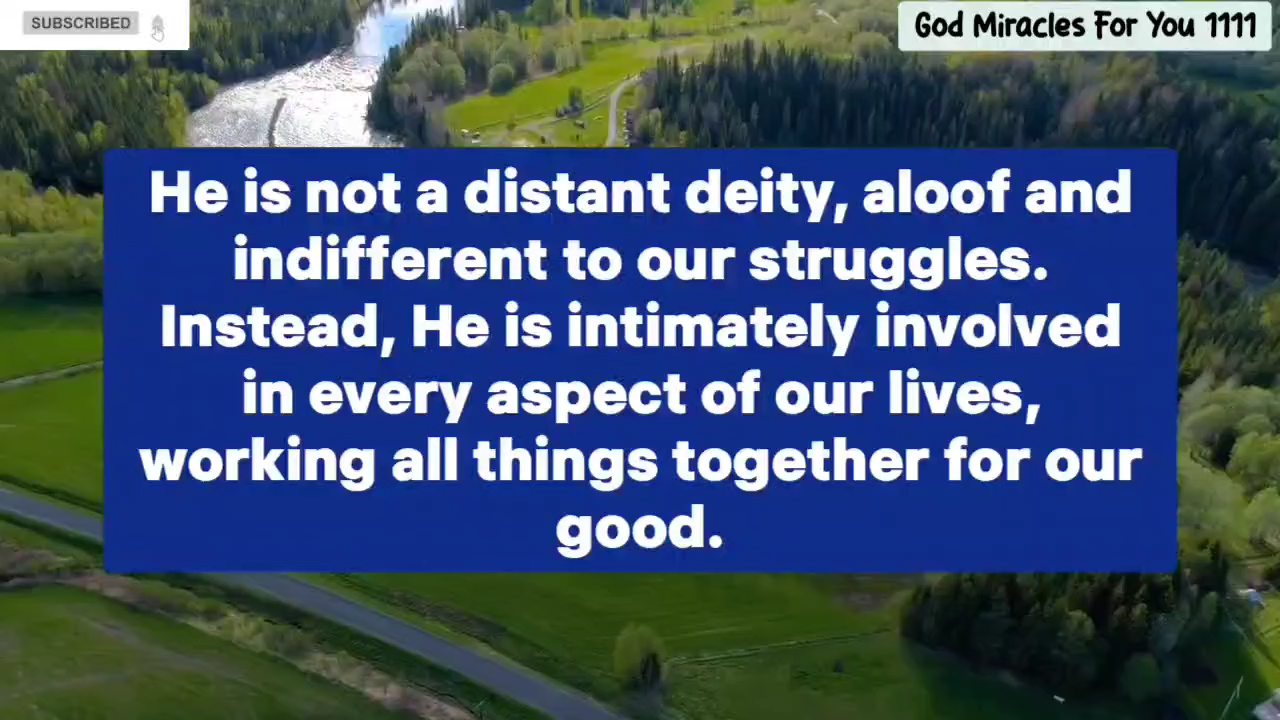 SUBSCRIBED
God Miracles For You 1111
He is not a distant deity, aloof and
indifferent to our struggles.
Instead, He is intimately involved
in every aspect of our lives,
working all things together for our
good.